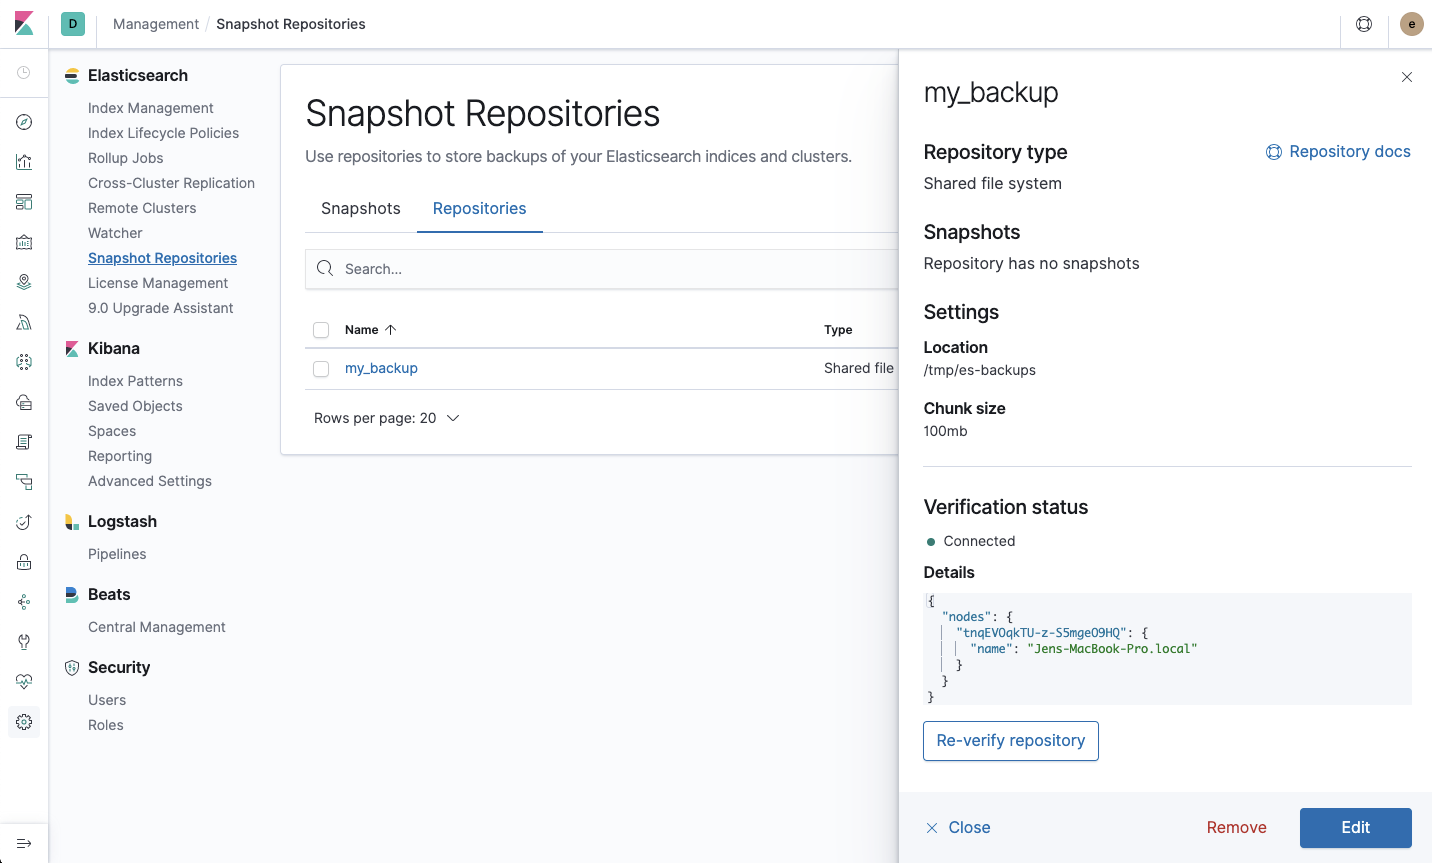 D
Management / Snapshot Repositories
e
Elasticsearch
Index Management
Index Lifecycle Policies
Rollup Jobs
Cross-Cluster Replication
Remote Clusters
Watcher
Snapshot Repositories
License Management
9.0 Upgrade Assistant
Kibana
Index Patterns
Saved Objects
Spaces
Reporting
Advanced Settings
Logstash
Pipelines
Beats
Central Management
Security
Users
Roles
Snapshot Repositories
Use repositories to store backups of your Elasticsearch indices and clusters.
Snapshots Repositories
Search...
Name Type
my_backup Shared file
Rows per page: 20
my_backup
Repository type
Repository docs
Shared file system
Snapshots
Repository has no snapshots
Settings
Location
/tmp/es-backups
Chunk size
100mb
Verification status
Connected
Details
{
"nodes": {
"tnqEVOqkTU-z-S5mgeO9HQ": {
"name": "Jens-MacBook-Pro.local"
}
}
}
Re-verify repository
Close Remove Edit